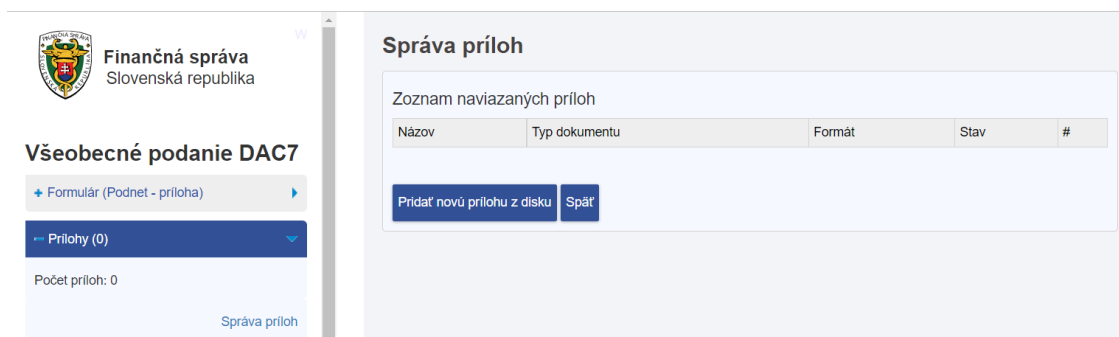 Finančná správa
Slovenská republika
Všeobecné podanie DAC7
Formulár (Podnet - príloha)
Prílohy (0)
Počet príloh: 0
Správa príloh
Správa príloh
Zoznam naviazaných príloh
Názov Typ dokumentu Formát Stav #
Pridať novú prílohu z disku Späť